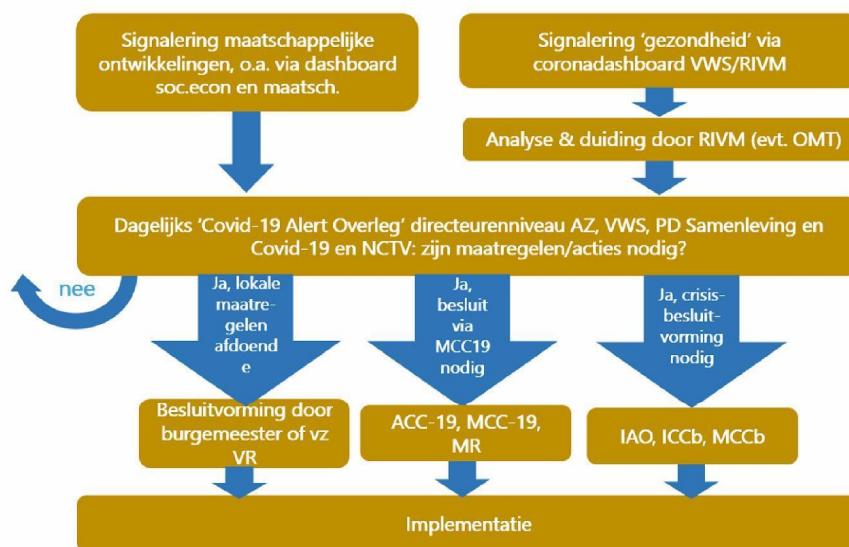 Signalering maatschappelijke
ontwikkelingen, o.a. via dashboard
soc.econ en maatsch.
Signalering ‘gezondheid’ via
coronadashboard VWS/RIVM
Analyse & duiding door RIVM (evt. OMT)
Dagelijks ‘Covid-19 Alert Overleg’ directeurenniveau AZ, VWS, PD Samenleving en
Covid-19 en NCTV: zijn maatregelen/acties nodig?
nee
Ja, lokale
maatre-
gelen
afdoend
e
Ja,
besluit
via
MCC19
nodig
Ja, crisis-
besluit-
vorming
nodig
Besluitvorming door
burgemeester of vz
VR
ACC-19, MCC-19,
MR
IAO, ICCb, MCCb
Implementatie